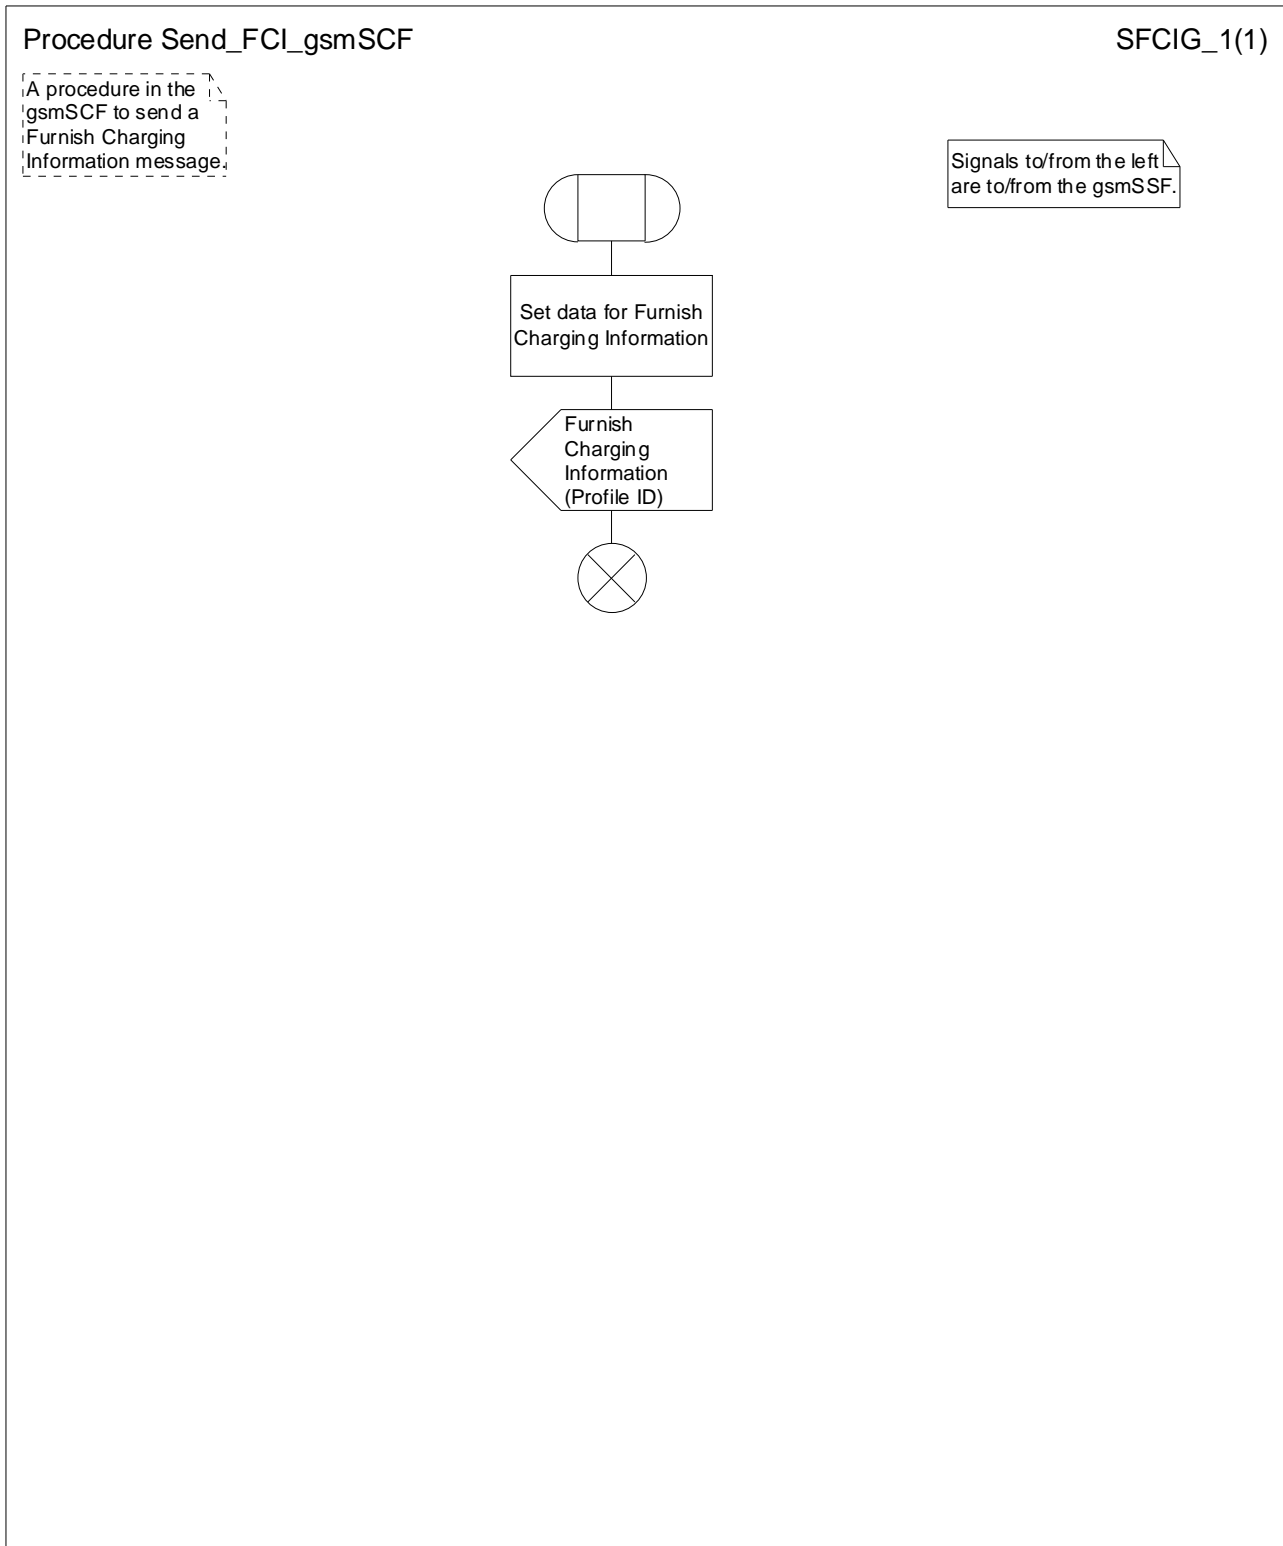 Procedure Send_FCI_gsmSCF
SFCIG_1(1)
A procedure in the
gsmSCF to send a
Furnish Charging
Information message.
Signals to/from the left
are to/from the gsmSSF.
Set data for Furnish
Charging Information
Furnish
Charging
Information
(Profile ID)